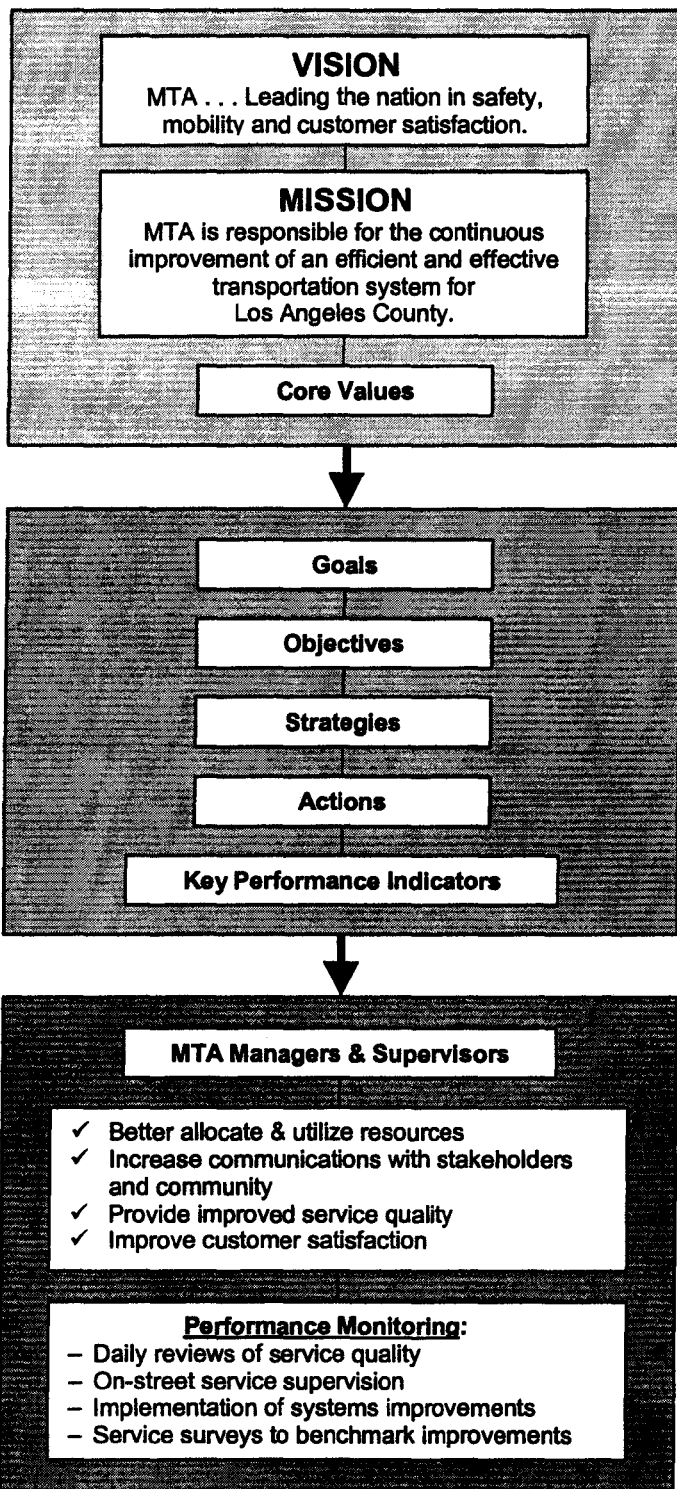 VISION
MTA . . . Leading the nation in safety,
mobility and customer satisfaction.
MISSION
MTA is responsible for the continuous
improvement of an efficient and effective
transportation system for
Los Angeles County.
Core Values
Goals
Objectives
Strategies
Actions
Key Performance Indicators
MTA Managers & Supervisors
✓ Better allocate & utilize resources
✓ Increase communications with stakeholders
and community
✓ Provide improved service quality
✓ Improve customer satisfaction
Performance Monitoring:
– Daily reviews of service quality
– On-street service supervision
– Implementation of systems improvements
– Service surveys to benchmark improvements